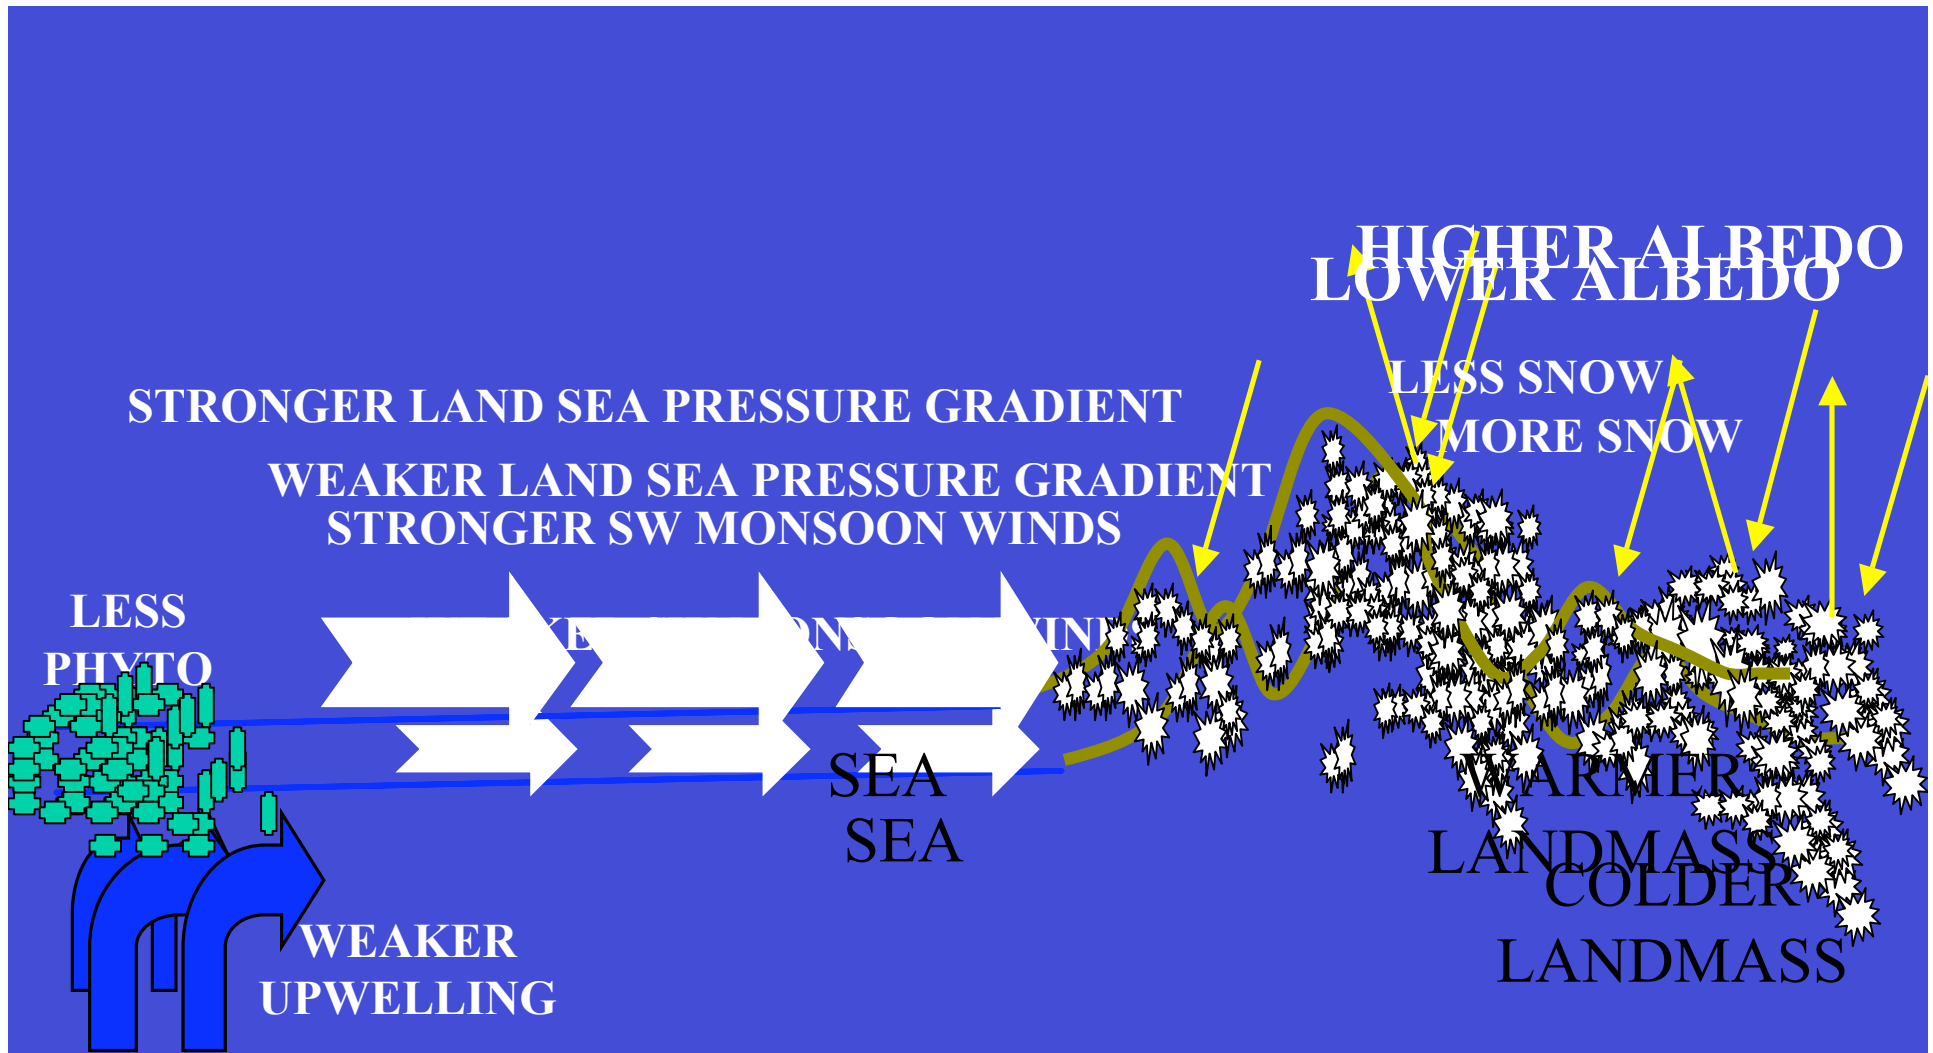 HIGHER ALBEDO
LOWER ALBEDO
LESS SNOW
MORE SNOW
STRONGER LAND SEA PRESSURE GRADIENT
WEAKER LAND SEA PRESSURE GRADIENT
STRONGER SW MONSOON WINDS
LESS
PHYTO
SEA
SEA
WARMER
LANDMASS
COLDER
LANDMASS
WEAKER
UPWELLING